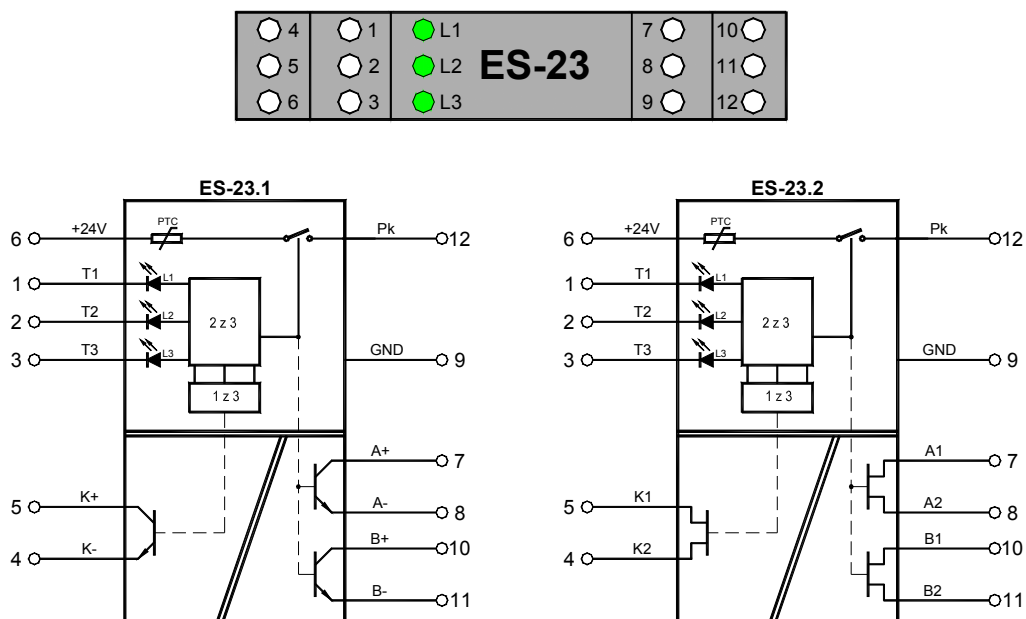 4 1 L1 7 10
5 2 L2 ES-23 8 11
6 3 L3 9 12
ES-23.1
6 +24V PTC Pk 12
1 T1 L1
2 T2 L2 2 z 3
3 T3 L3 GND 9
1 z 3
A+ 7
5 K+
A- 8
4 K-
B+ 10
B- 11
ES-23.2
6 +24V PTC Pk 12
1 T1 L1
2 T2 L2 2 z 3
3 T3 L3 GND 9
1 z 3
A1 7
5 K1
A2 8
4 K2
B1 10
B2 11